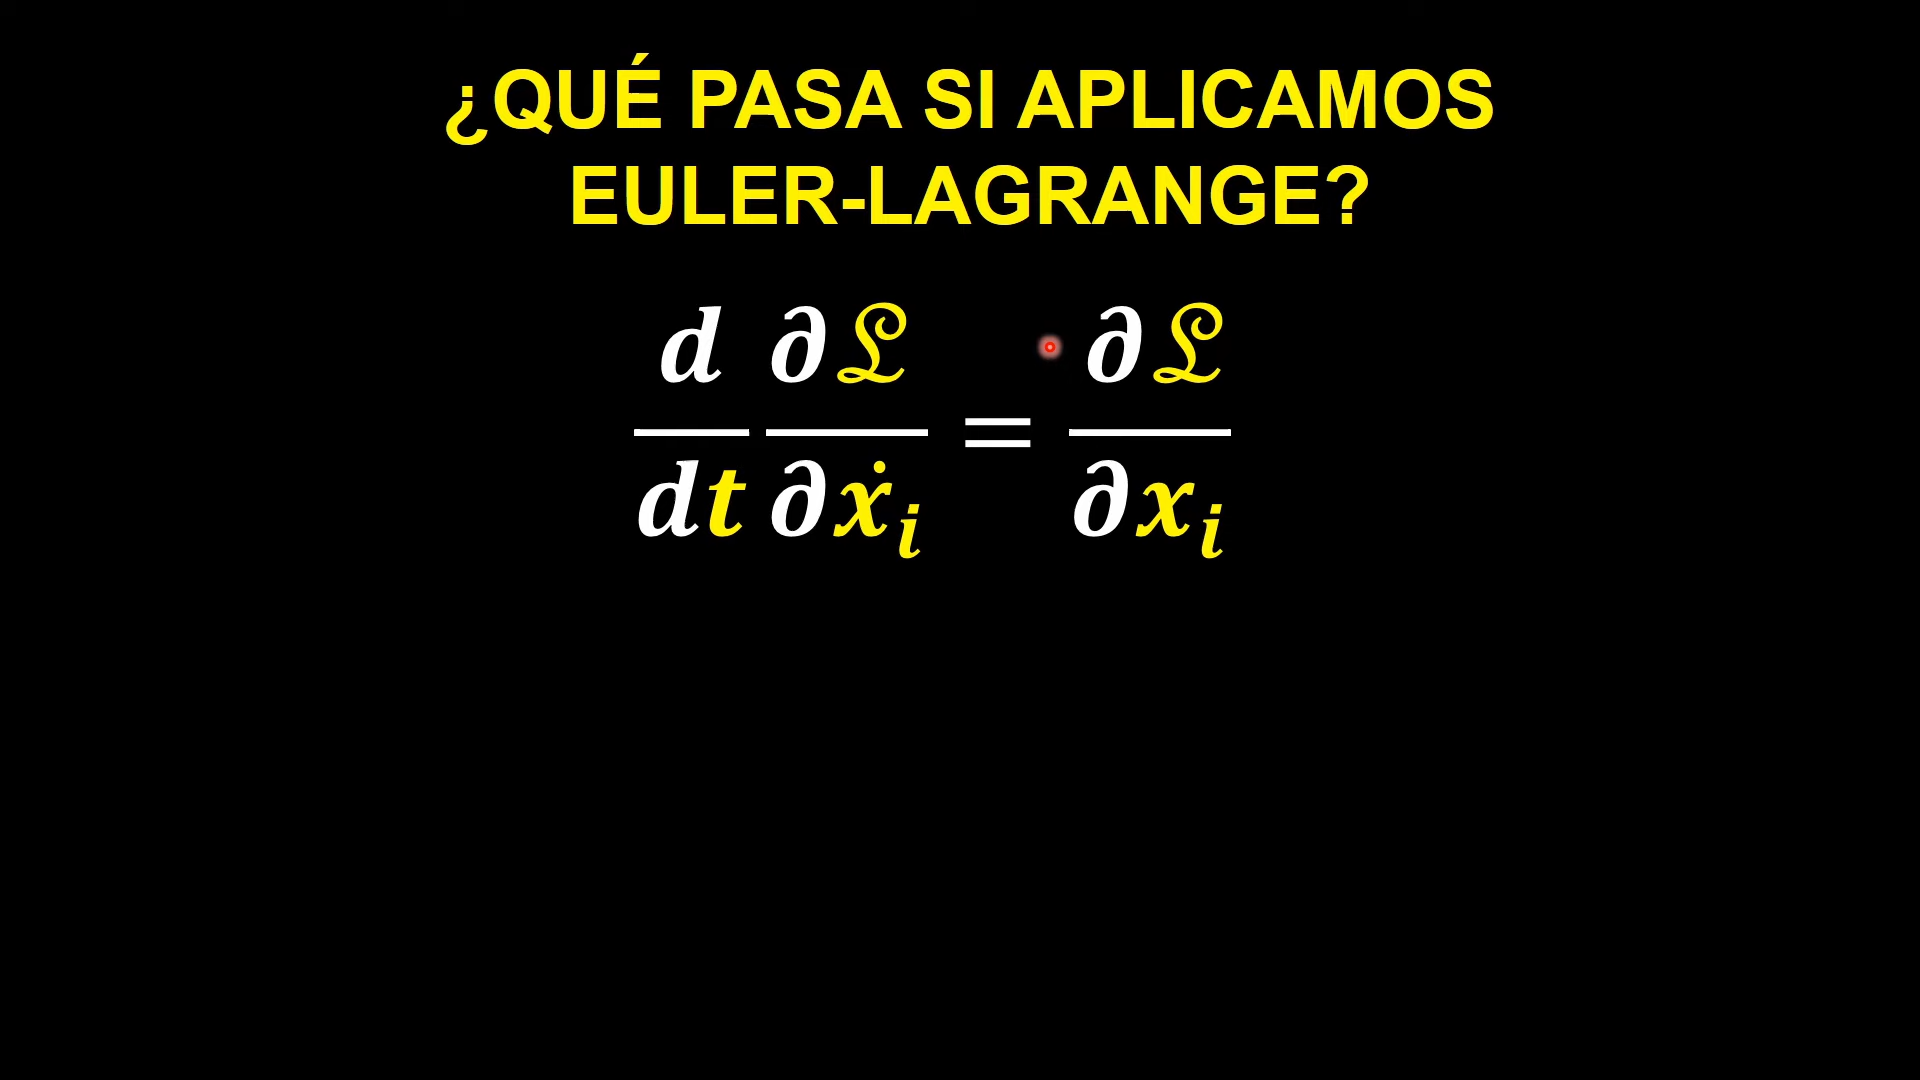 ¿QUÉ PASA SI APLICAMOS
EULER-LAGRANGE?
d/dt ∂ℒ/∂ẋᵢ = ∂ℒ/∂xᵢ